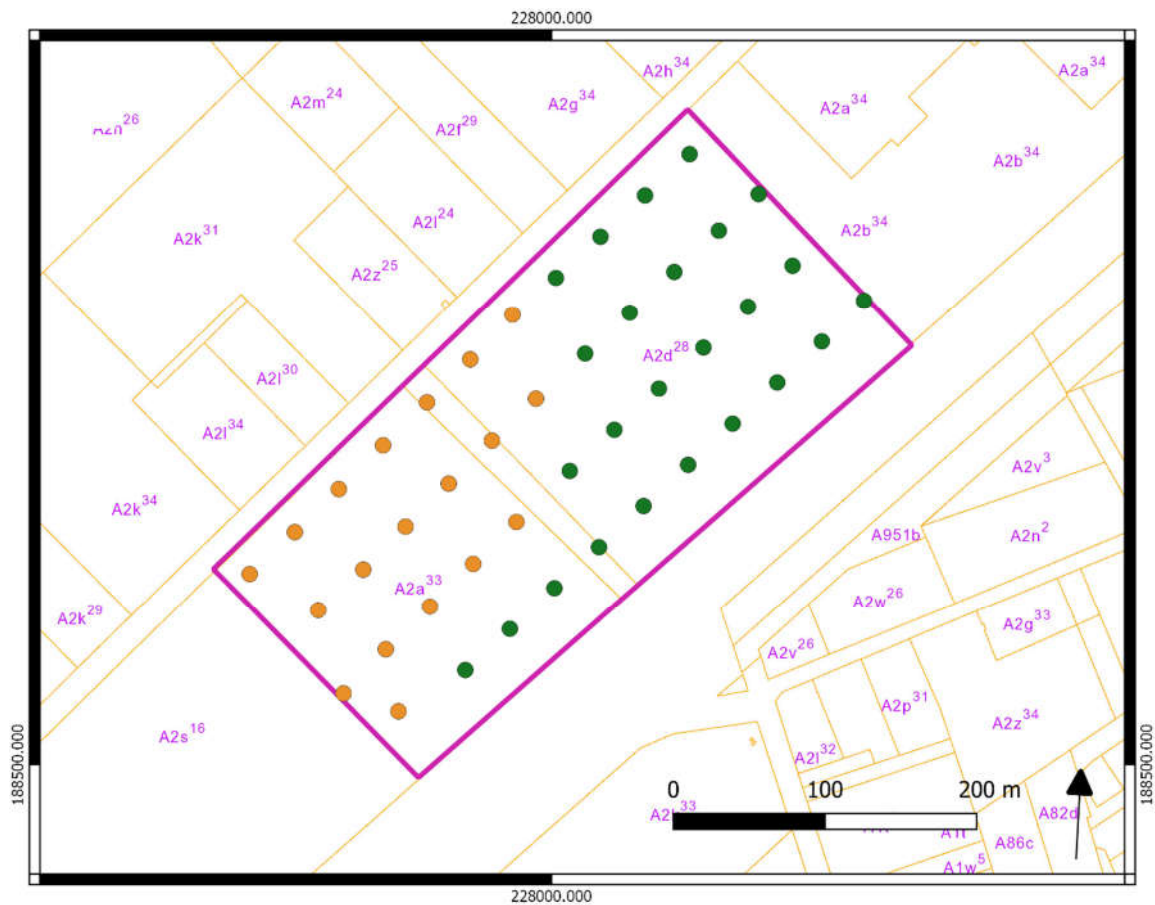 228000.000
A2h34
A2a34
A2m24
A2g34
A2a34
A2f29
A2b34
A2l24
A2b34
A2k31
A2z25
A2d28
A2l30
A2l34
A2v3
A2k34
A951b
A2n2
A2a33
A2w26
A2k29
A2g33
A2v26
A2p31
A2s16
A2z34
A2l32
188500.000
188500.000
0 100 200 m
A82d
A86c
A1w5
228000.000